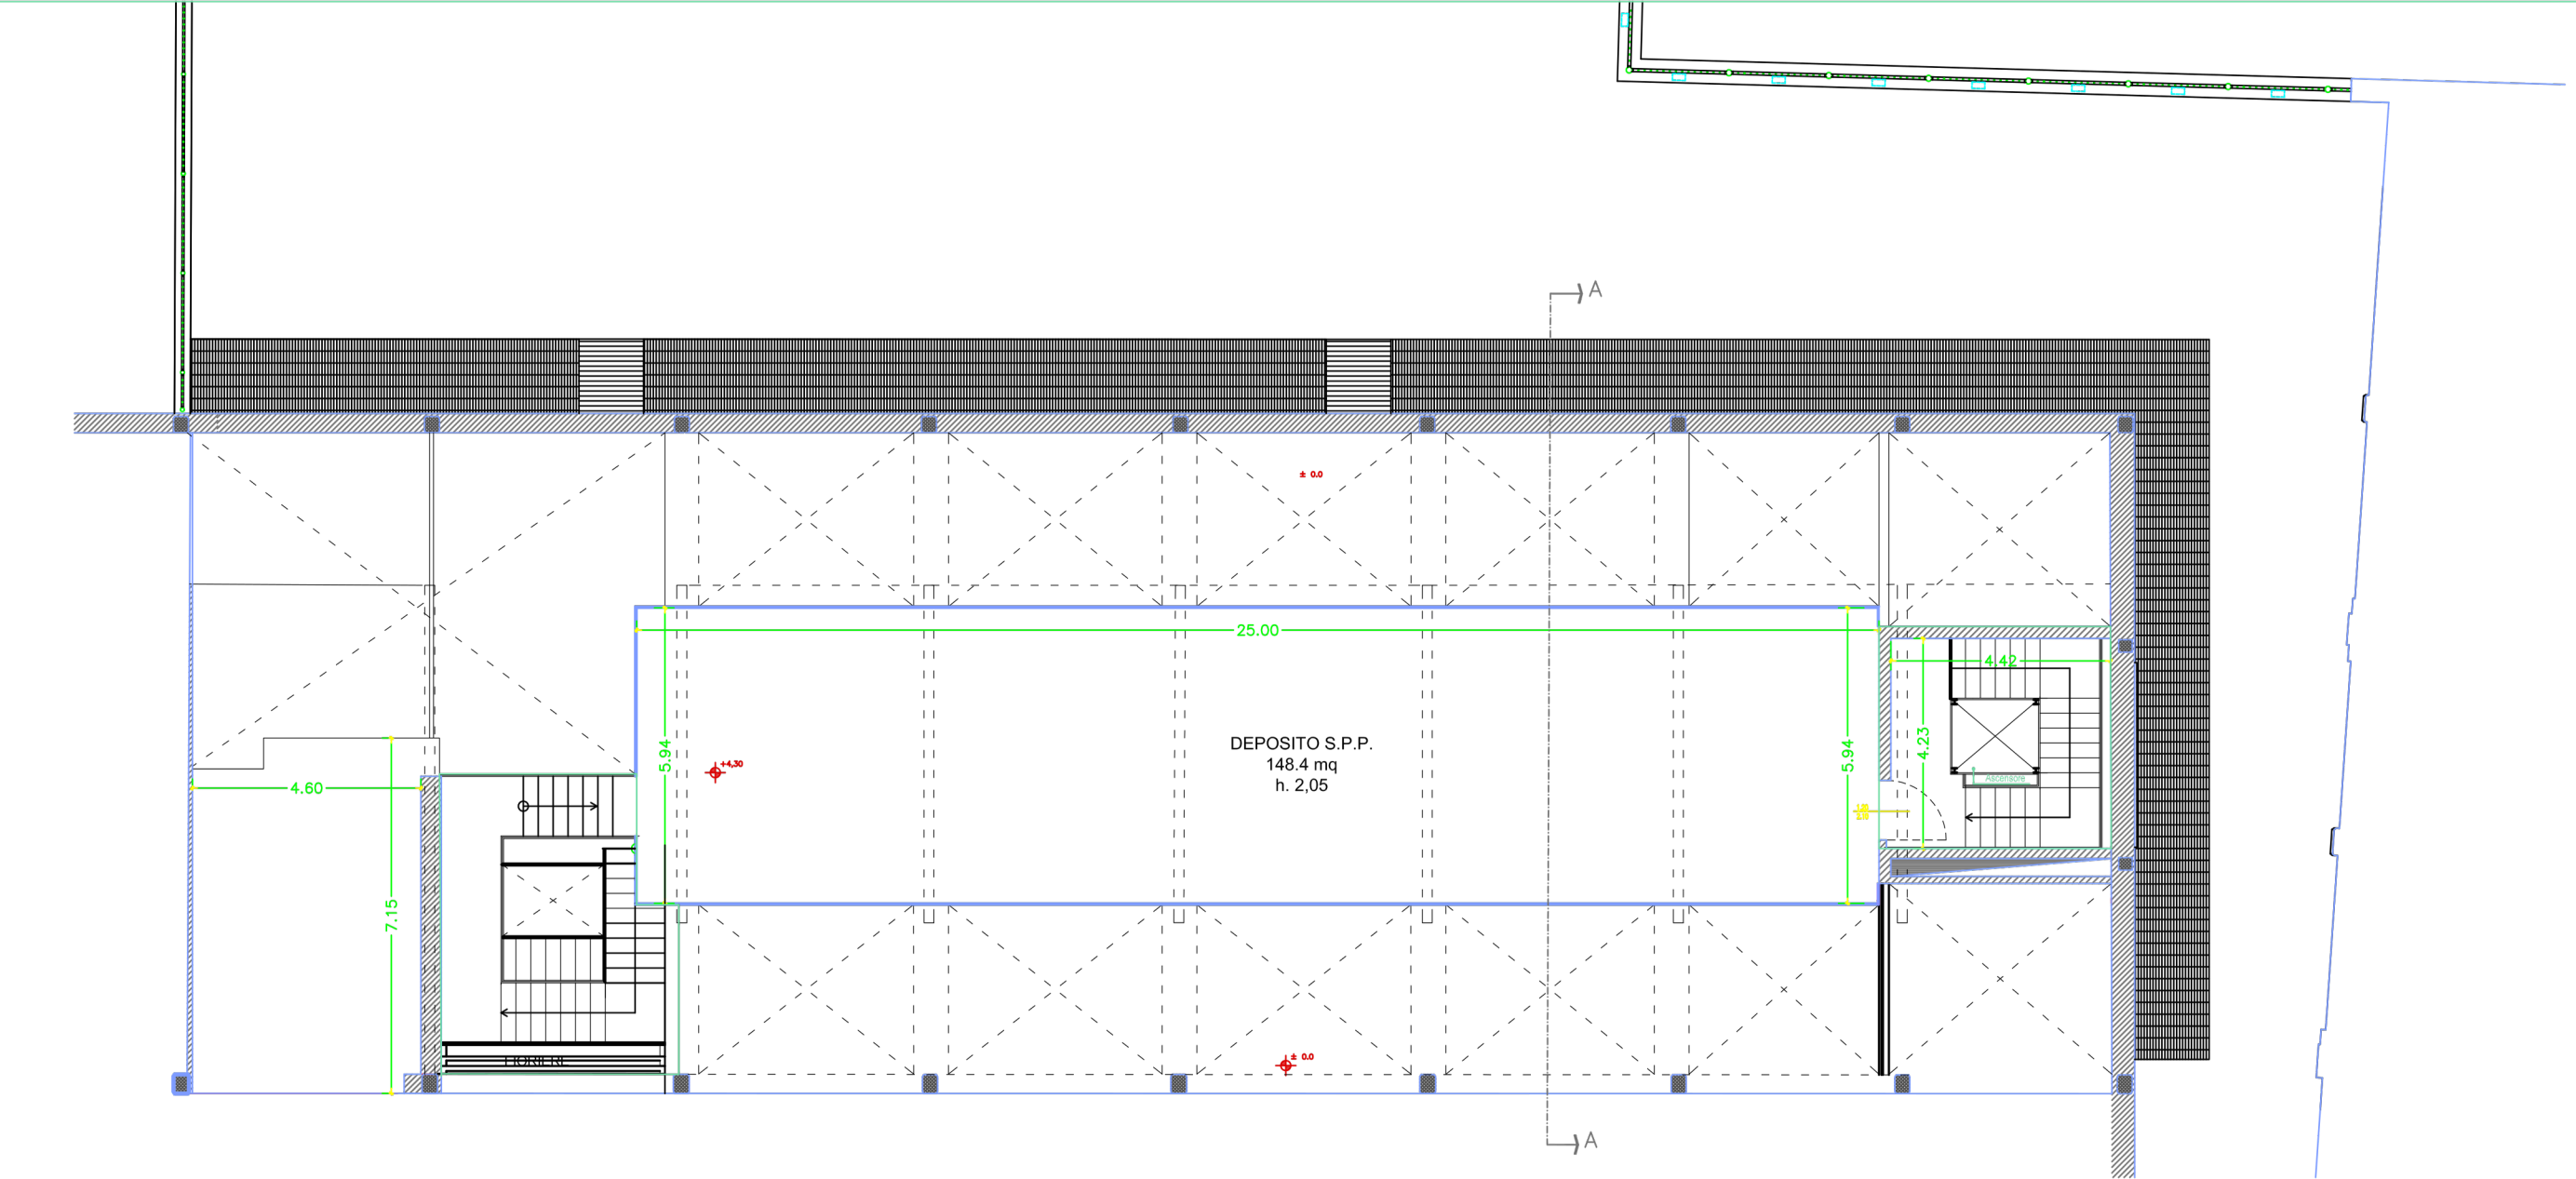 A
± 0.0
25.00
4.42
DEPOSITO S.P.P.
148.4 mq
h. 2,05
5.94
5.94
4.23
+4,30
Ascensore
4.60
7.15
± 0.0
FIORIERE
A